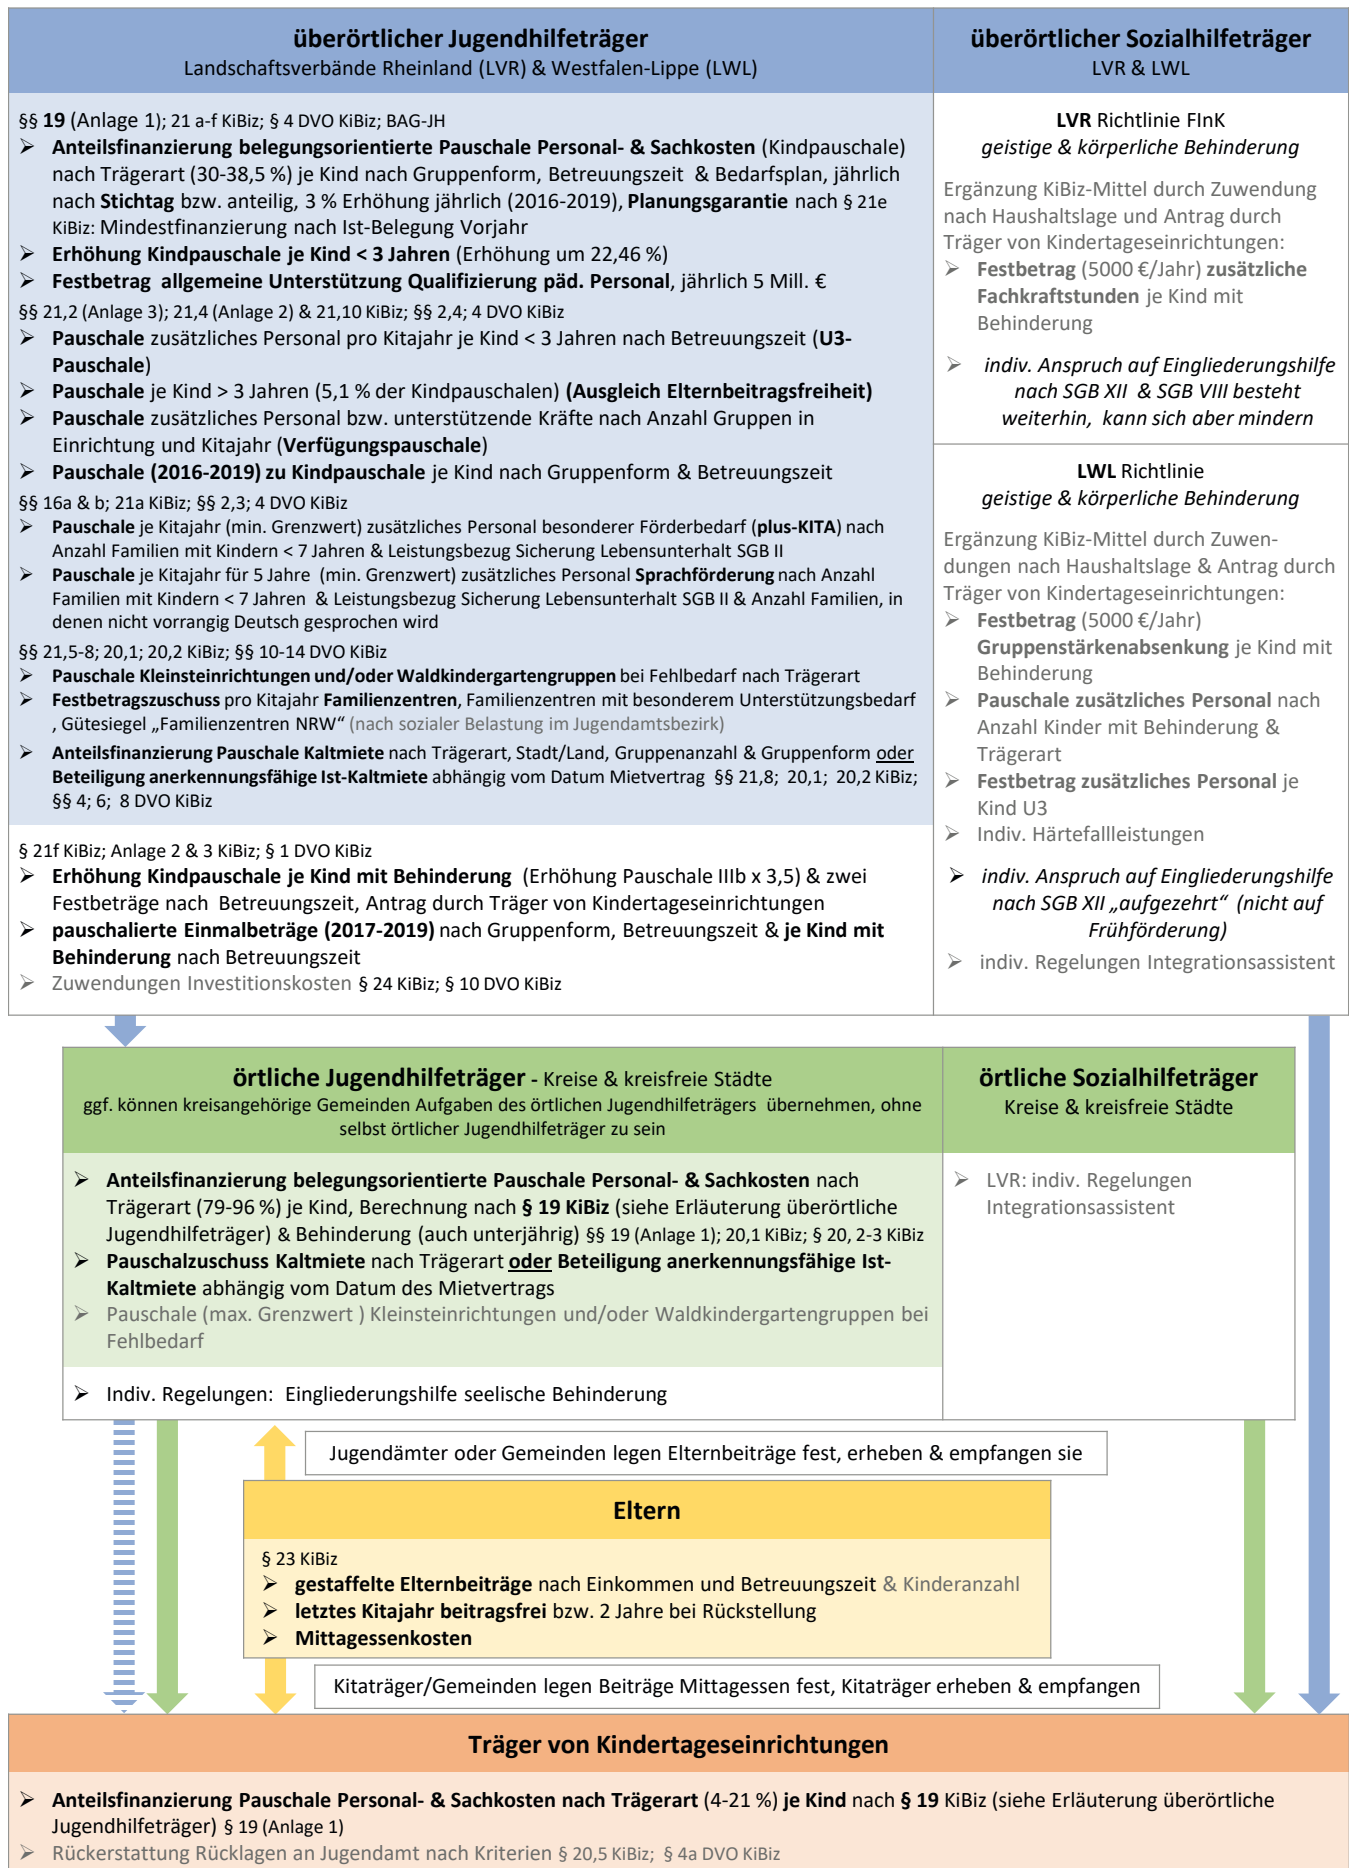 überörtlicher Jugendhilfeträger
Landschaftsverbände Rheinland (LVR) & Westfalen-Lippe (LWL)
§§ 19 (Anlage 1); 21 a-f KiBiz; § 4 DVO KiBiz; BAG-JH
➢ Anteilsfinanzierung belegungsorientierte Pauschale Personal- & Sachkosten (Kindpauschale)
nach Trägerart (30-38,5 %) je Kind nach Gruppenform, Betreuungszeit & Bedarfsplan, jährlich
nach Stichtag bzw. anteilig, 3 % Erhöhung jährlich (2016-2019), Planungsgarantie nach § 21e
KiBiz: Mindestfinanzierung nach Ist-Belegung Vorjahr
➢ Erhöhung Kindpauschale je Kind < 3 Jahren (Erhöhung um 22,46 %)
➢ Festbetrag allgemeine Unterstützung Qualifizierung päd. Personal, jährlich 5 Mill. €
§§ 21,2 (Anlage 3); 21,4 (Anlage 2) & 21,10 KiBiz; §§ 2,4; 4 DVO KiBiz
➢ Pauschale zusätzliches Personal pro Kitajahr je Kind < 3 Jahren nach Betreuungszeit (U3-
Pauschale)
➢ Pauschale je Kind > 3 Jahren (5,1 % der Kindpauschalen) (Ausgleich Elternbeitragsfreiheit)
➢ Pauschale zusätzliches Personal bzw. unterstützende Kräfte nach Anzahl Gruppen in
Einrichtung und Kitajahr (Verfügungspauschale)
➢ Pauschale (2016-2019) zu Kindpauschale je Kind nach Gruppenform & Betreuungszeit
§§ 16a & b; 21a KiBiz; §§ 2,3; 4 DVO KiBiz
➢ Pauschale je Kitajahr (min. Grenzwert) zusätzliches Personal besonderer Förderbedarf (plus-KITA) nach
Anzahl Familien mit Kindern < 7 Jahren & Leistungsbezug Sicherung Lebensunterhalt SGB II
➢ Pauschale je Kitajahr für 5 Jahre (min. Grenzwert) zusätzliches Personal Sprachförderung nach Anzahl
Familien mit Kindern < 7 Jahren & Leistungsbezug Sicherung Lebensunterhalt SGB II & Anzahl Familien, in
denen nicht vorrangig Deutsch gesprochen wird
§§ 21,5-8; 20,1; 20,2 KiBiz; §§ 10-14 DVO KiBiz
➢ Pauschale Kleinsteinrichtungen und/oder Waldkindergartengruppen bei Fehlbedarf nach Trägerart
➢ Festbetragszuschuss pro Kitajahr Familienzentren, Familienzentren mit besonderem Unterstützungsbedarf
, Gütesiegel „Familienzentren NRW“ (nach sozialer Belastung im Jugendamtsbezirk)
➢ Anteilsfinanzierung Pauschale Kaltmiete nach Trägerart, Stadt/Land, Gruppenanzahl & Gruppenform oder
Beteiligung anerkennungsfähige Ist-Kaltmiete abhängig vom Datum Mietvertrag §§ 21,8; 20,1; 20,2 KiBiz;
§§ 4; 6; 8 DVO KiBiz
§ 21f KiBiz; Anlage 2 & 3 KiBiz; § 1 DVO KiBiz
➢ Erhöhung Kindpauschale je Kind mit Behinderung (Erhöhung Pauschale IIIb x 3,5) & zwei
Festbeträge nach Betreuungszeit, Antrag durch Träger von Kindertageseinrichtungen
➢ pauschalierte Einmalbeträge (2017-2019) nach Gruppenform, Betreuungszeit & je Kind mit
Behinderung nach Betreuungszeit
➢ Zuwendungen Investitionskosten § 24 KiBiz; § 10 DVO KiBiz
überörtlicher Sozialhilfeträger
LVR & LWL
LVR Richtlinie FInK
geistige & körperliche Behinderung
Ergänzung KiBiz-Mittel durch Zuwendung
nach Haushaltslage und Antrag durch
Träger von Kindertageseinrichtungen:
➢ Festbetrag (5000 €/Jahr) zusätzliche
Fachkraftstunden je Kind mit
Behinderung
➢ indiv. Anspruch auf Eingliederungshilfe
nach SGB XII & SGB VIII besteht
weiterhin, kann sich aber mindern
LWL Richtlinie
geistige & körperliche Behinderung
Ergänzung KiBiz-Mittel durch Zuwen-
dungen nach Haushaltslage & Antrag durch
Träger von Kindertageseinrichtungen:
➢ Festbetrag (5000 €/Jahr)
Gruppenstärkenabsenkung je Kind mit
Behinderung
➢ Pauschale zusätzliches Personal nach
Anzahl Kinder mit Behinderung &
Trägerart
➢ Festbetrag zusätzliches Personal je
Kind U3
➢ Indiv. Härtefallleistungen
➢ indiv. Anspruch auf Eingliederungshilfe
nach SGB XII „aufgezehrt“ (nicht auf
Frühförderung)
➢ indiv. Regelungen Integrationsassistent
örtliche Jugendhilfeträger - Kreise & kreisfreie Städte
ggf. können kreisangehörige Gemeinden Aufgaben des örtlichen Jugendhilfeträgers übernehmen, ohne
selbst örtlicher Jugendhilfeträger zu sein
➢ Anteilsfinanzierung belegungsorientierte Pauschale Personal- & Sachkosten nach
Trägerart (79-96 %) je Kind, Berechnung nach § 19 KiBiz (siehe Erläuterung überörtliche
Jugendhilfeträger) & Behinderung (auch unterjährig) §§ 19 (Anlage 1); 20,1 KiBiz; § 20, 2-3 KiBiz
➢ Pauschalzuschuss Kaltmiete nach Trägerart oder Beteiligung anerkennungsfähige Ist-
Kaltmiete abhängig vom Datum des Mietvertrags
➢ Pauschale (max. Grenzwert ) Kleinsteinrichtungen und/oder Waldkindergartengruppen bei
Fehlbedarf
➢ Indiv. Regelungen: Eingliederungshilfe seelische Behinderung
örtliche Sozialhilfeträger
Kreise & kreisfreie Städte
➢ LVR: indiv. Regelungen
Integrationsassistent
Jugendämter oder Gemeinden legen Elternbeiträge fest, erheben & empfangen sie
Eltern
§ 23 KiBiz
➢ gestaffelte Elternbeiträge nach Einkommen und Betreuungszeit & Kinderanzahl
➢ letztes Kitajahr beitragsfrei bzw. 2 Jahre bei Rückstellung
➢ Mittagessenkosten
Kitaträger/Gemeinden legen Beiträge Mittagessen fest, Kitaträger erheben & empfangen
Träger von Kindertageseinrichtungen
➢ Anteilsfinanzierung Pauschale Personal- & Sachkosten nach Trägerart (4-21 %) je Kind nach § 19 KiBiz (siehe Erläuterung überörtliche
Jugendhilfeträger) § 19 (Anlage 1)
➢ Rückerstattung Rücklagen an Jugendamt nach Kriterien § 20,5 KiBiz; § 4a DVO KiBiz